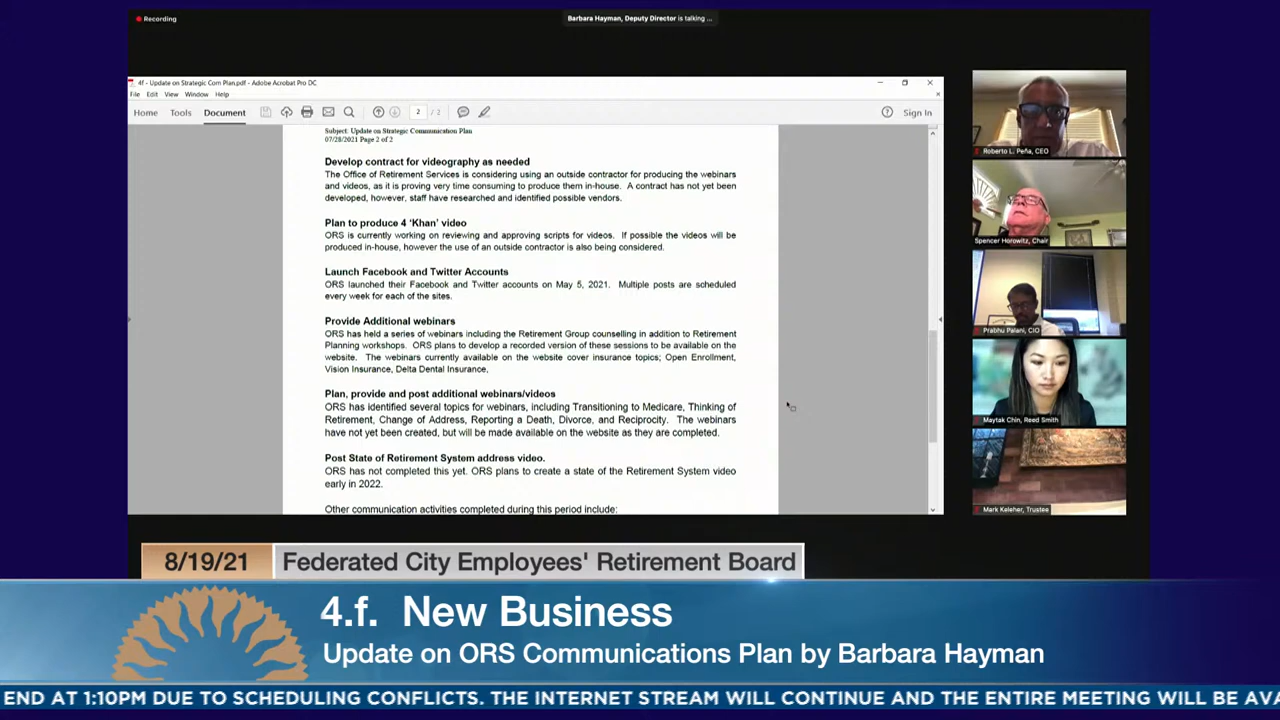 Recording
Barbara Hayman, Deputy Director is talking ...
4f - Update on Strategic Com Plan.pdf - Adobe Acrobat Pro DC
File Edit View Window Help
Home Tools Document 2 / 2 Sign In
Subject: Update on Strategic Communication Plan
07/28/2021 Page 2 of 2
Develop contract for videography as needed
The Office of Retirement Services is considering using an outside contractor for producing the webinars
and videos, as it is proving very time consuming to produce them in-house. A contract has not yet been
developed, however, staff have researched and identified possible vendors.
Plan to produce 4 ‘Khan’ video
ORS is currently working on reviewing and approving scripts for videos. If possible the videos will be
produced in-house, however the use of an outside contractor is also being considered.
Launch Facebook and Twitter Accounts
ORS launched their Facebook and Twitter accounts on May 5, 2021. Multiple posts are scheduled
every week for each of the sites.
Provide Additional webinars
ORS has held a series of webinars including the Retirement Group counselling in addition to Retirement
Planning workshops. ORS plans to develop a recorded version of these sessions to be available on the
website. The webinars currently available on the website cover insurance topics; Open Enrollment,
Vision Insurance, Delta Dental Insurance,
Plan, provide and post additional webinars/videos
ORS has identified several topics for webinars, including Transitioning to Medicare, Thinking of
Retirement, Change of Address, Reporting a Death, Divorce, and Reciprocity. The webinars
have not yet been created, but will be made available on the website as they are completed.
Post State of Retirement System address video.
ORS has not completed this yet. ORS plans to create a state of the Retirement System video
early in 2022.
Other communication activities completed during this period include:
Roberto L. Peña, CEO
Spencer Horowitz, Chair
Prabhu Palani, CIO
Maytak Chin, Reed Smith
Mark Keleher, Trustee
8/19/21 Federated City Employees' Retirement Board
4.f. New Business
Update on ORS Communications Plan by Barbara Hayman
END AT 1:10PM DUE TO SCHEDULING CONFLICTS. THE INTERNET STREAM WILL CONTINUE AND THE ENTIRE MEETING WILL BE AVA